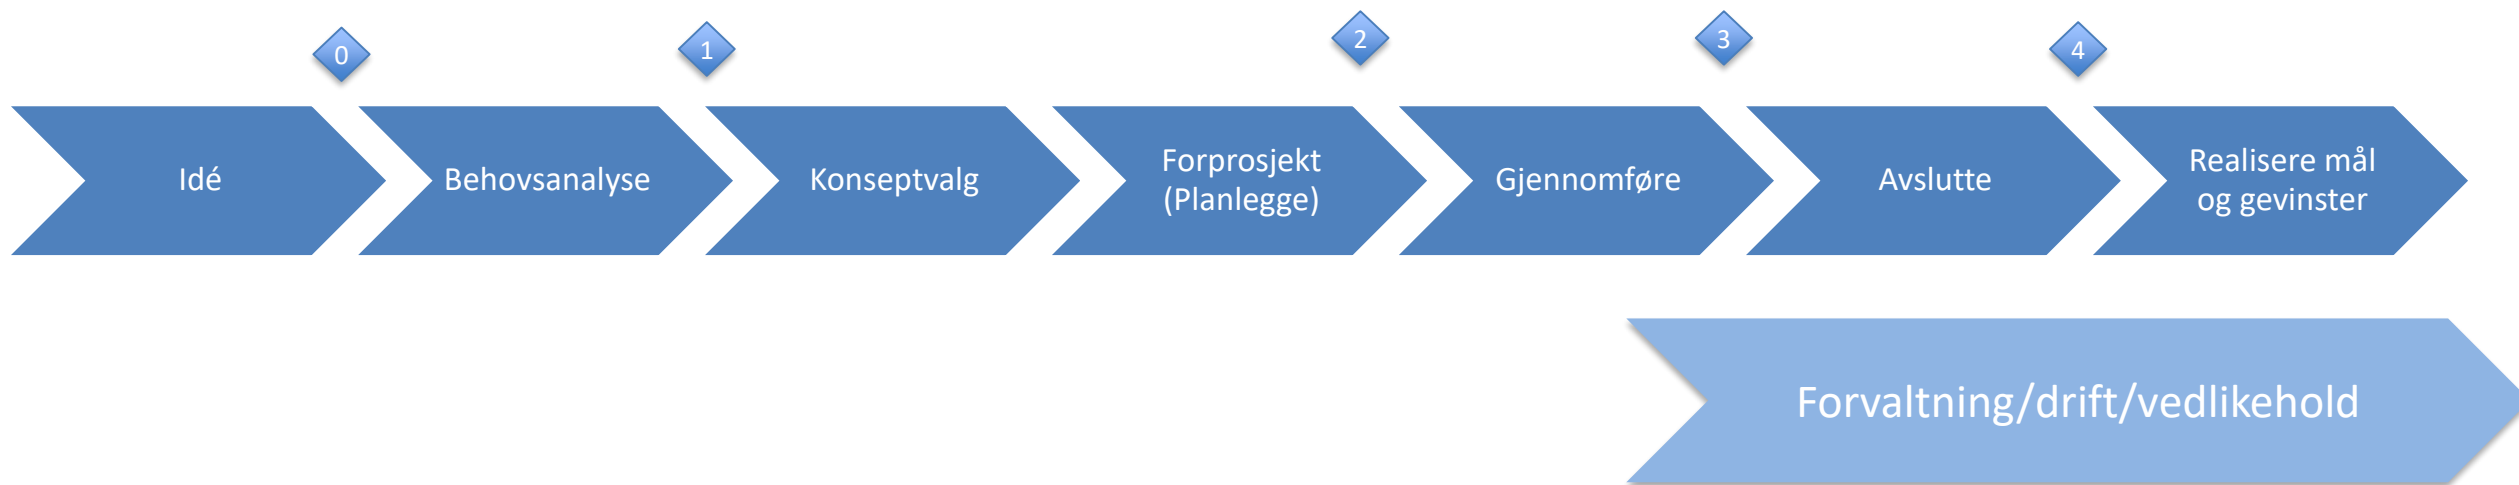 0
1
2
3
4
Idé
Behovsanalyse
Konseptvalg
Forprosjekt
(Planlegge)
Gjennomføre
Avslutte
Realisere mål
og gevinster
Forvaltning/drift/vedlikehold